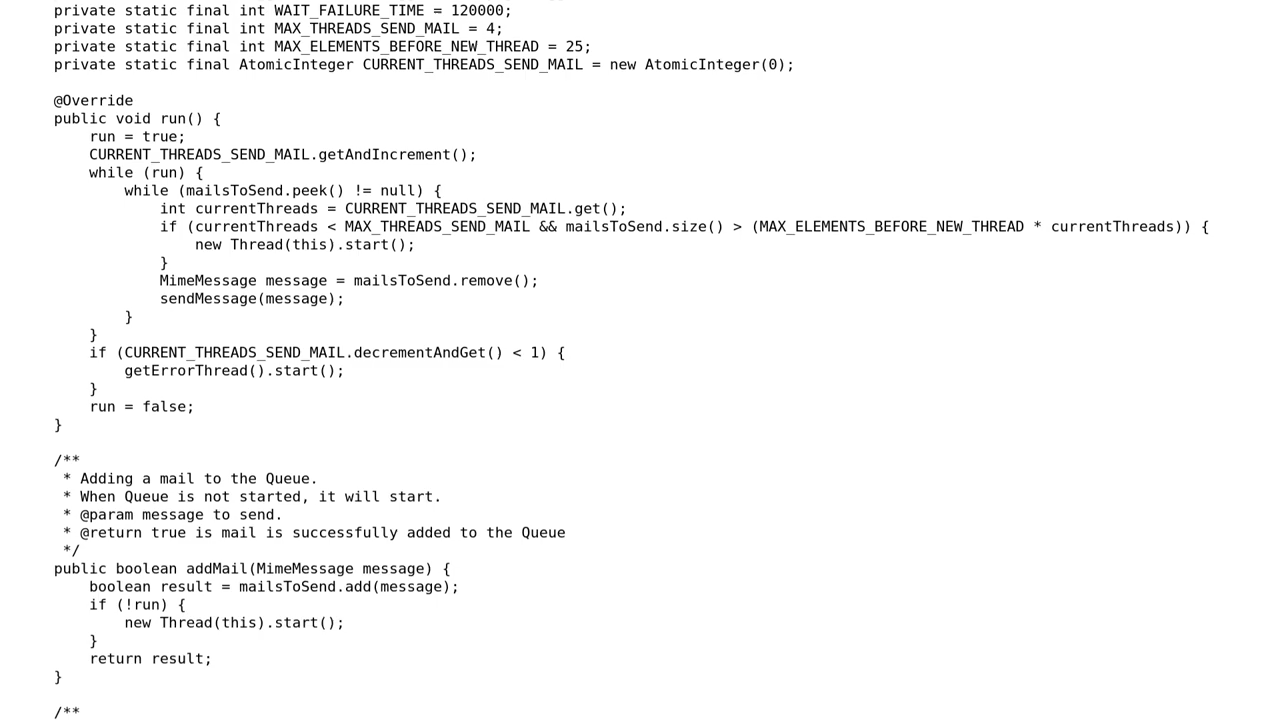 private static final int WAIT_FAILURE_TIME = 120000;
private static final int MAX_THREADS_SEND_MAIL = 4;
private static final int MAX_ELEMENTS_BEFORE_NEW_THREAD = 25;
private static final AtomicInteger CURRENT_THREADS_SEND_MAIL = new AtomicInteger(0);

@Override
public void run() {
    run = true;
    CURRENT_THREADS_SEND_MAIL.getAndIncrement();
    while (run) {
        while (mailsToSend.peek() != null) {
            int currentThreads = CURRENT_THREADS_SEND_MAIL.get();
            if (currentThreads < MAX_THREADS_SEND_MAIL && mailsToSend.size() > (MAX_ELEMENTS_BEFORE_NEW_THREAD * currentThreads)) {
                new Thread(this).start();
            }
            MimeMessage message = mailsToSend.remove();
            sendMessage(message);
        }
    }
    if (CURRENT_THREADS_SEND_MAIL.decrementAndGet() < 1) {
        getErrorThread().start();
    }
    run = false;
}

/**
 * Adding a mail to the Queue.
 * When Queue is not started, it will start.
 * @param message to send.
 * @return true is mail is successfully added to the Queue
 */
public boolean addMail(MimeMessage message) {
    boolean result = mailsToSend.add(message);
    if (!run) {
        new Thread(this).start();
    }
    return result;
}

/**